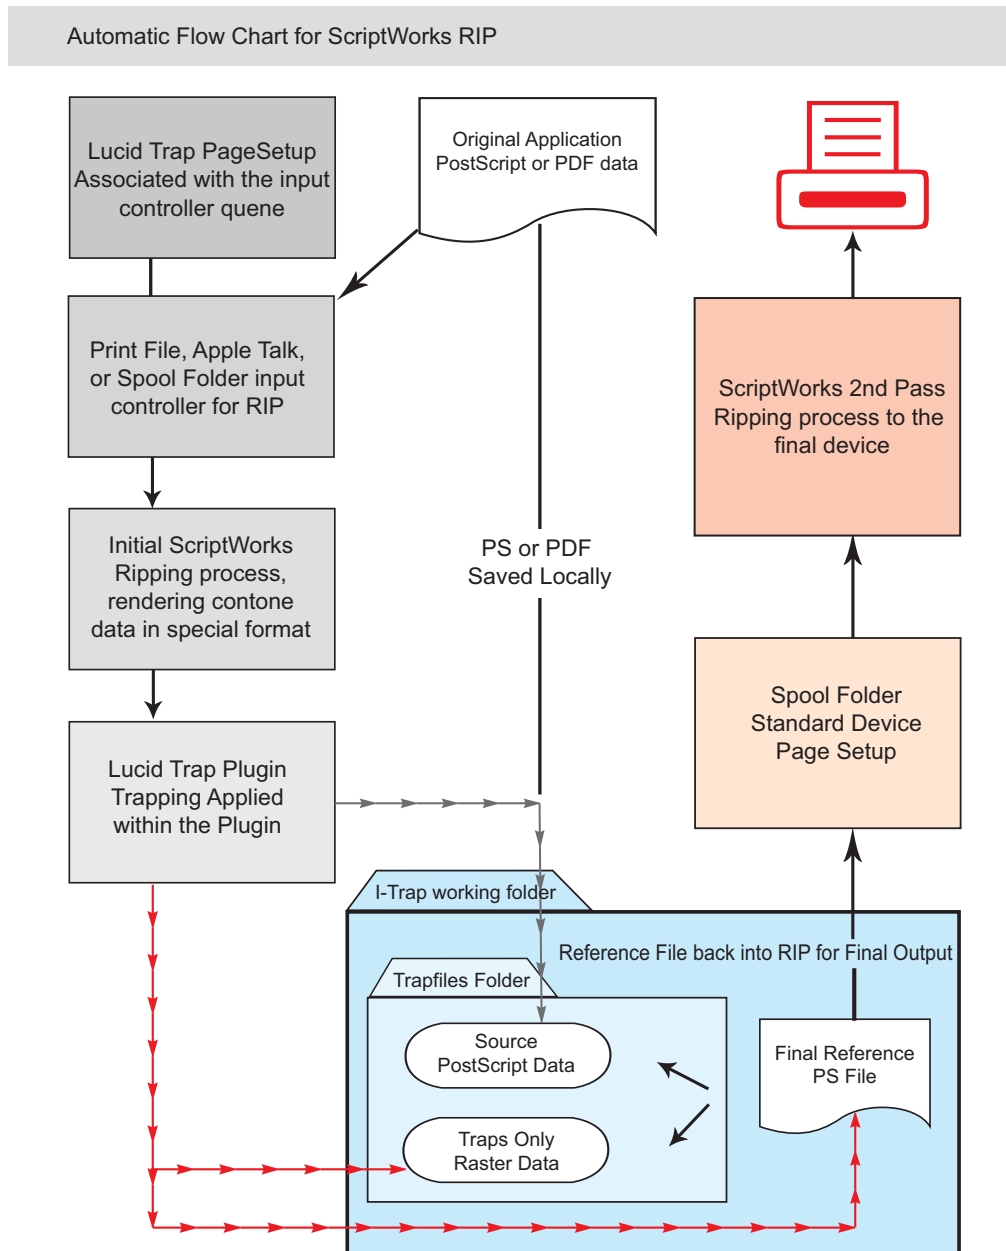 Automatic Flow Chart for ScriptWorks RIP
Lucid Trap PageSetup
Associated with the input
controller quene
Original Application
PostScript or PDF data
Print File, Apple Talk,
or Spool Folder input
controller for RIP
ScriptWorks 2nd Pass
Ripping process to the
final device
Initial ScriptWorks
Ripping process,
rendering contone
data in special format
PS or PDF
Saved Locally
Spool Folder
Standard Device
Page Setup
Lucid Trap Plugin
Trapping Applied
within the Plugin
I-Trap working folder
Reference File back into RIP for Final Output
Trapfiles Folder
Source
PostScript Data
Final Reference
PS File
Traps Only
Raster Data